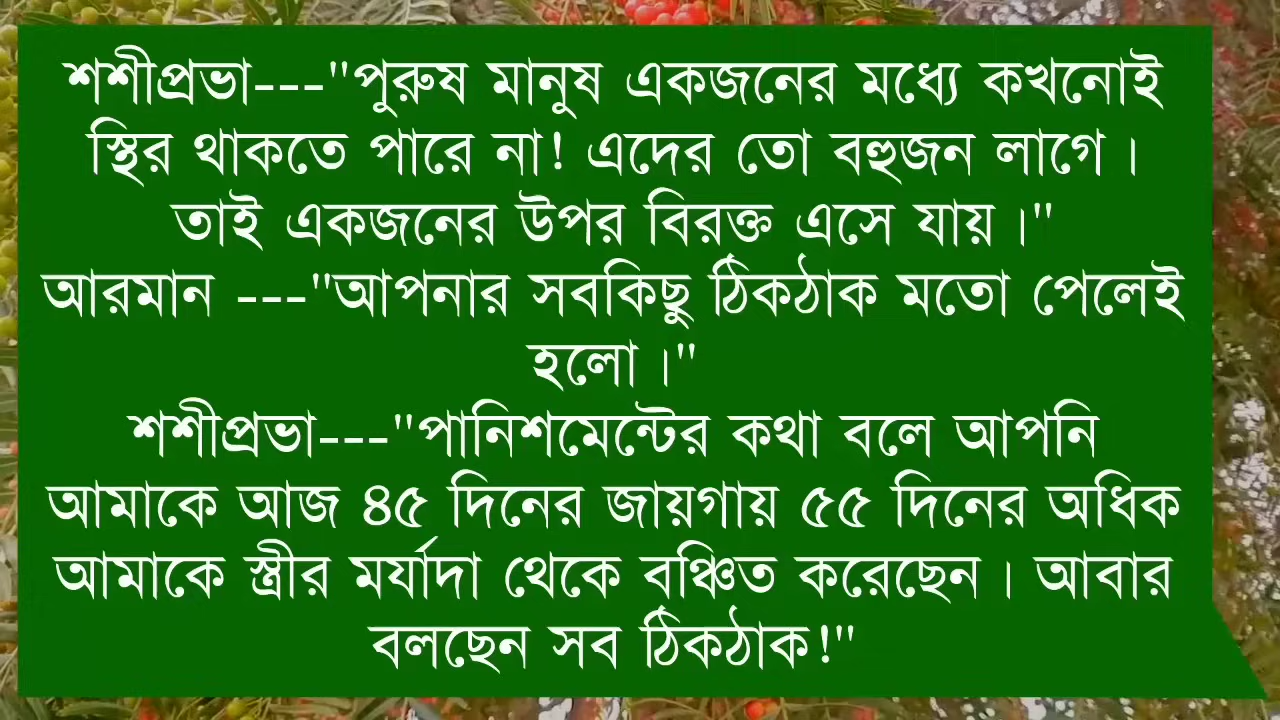 শশীপ্রভা---"পুরুষ মানুষ একজনের মধ্যে কখনোই
স্থির থাকতে পারে না! এদের তো বহুজন লাগে।
তাই একজনের উপর বিরক্ত এসে যায়।"
আরমান ---"আপনার সবকিছু ঠিকঠাক মতো পেলেই
হলো।"
শশীপ্রভা---"পানিশমেন্টের কথা বলে আপনি
আমাকে আজ ৪৫ দিনের জায়গায় ৫৫ দিনের অধিক
আমাকে স্ত্রীর মর্যাদা থেকে বঞ্চিত করেছেন। আবার
বলছেন সব ঠিকঠাক!"